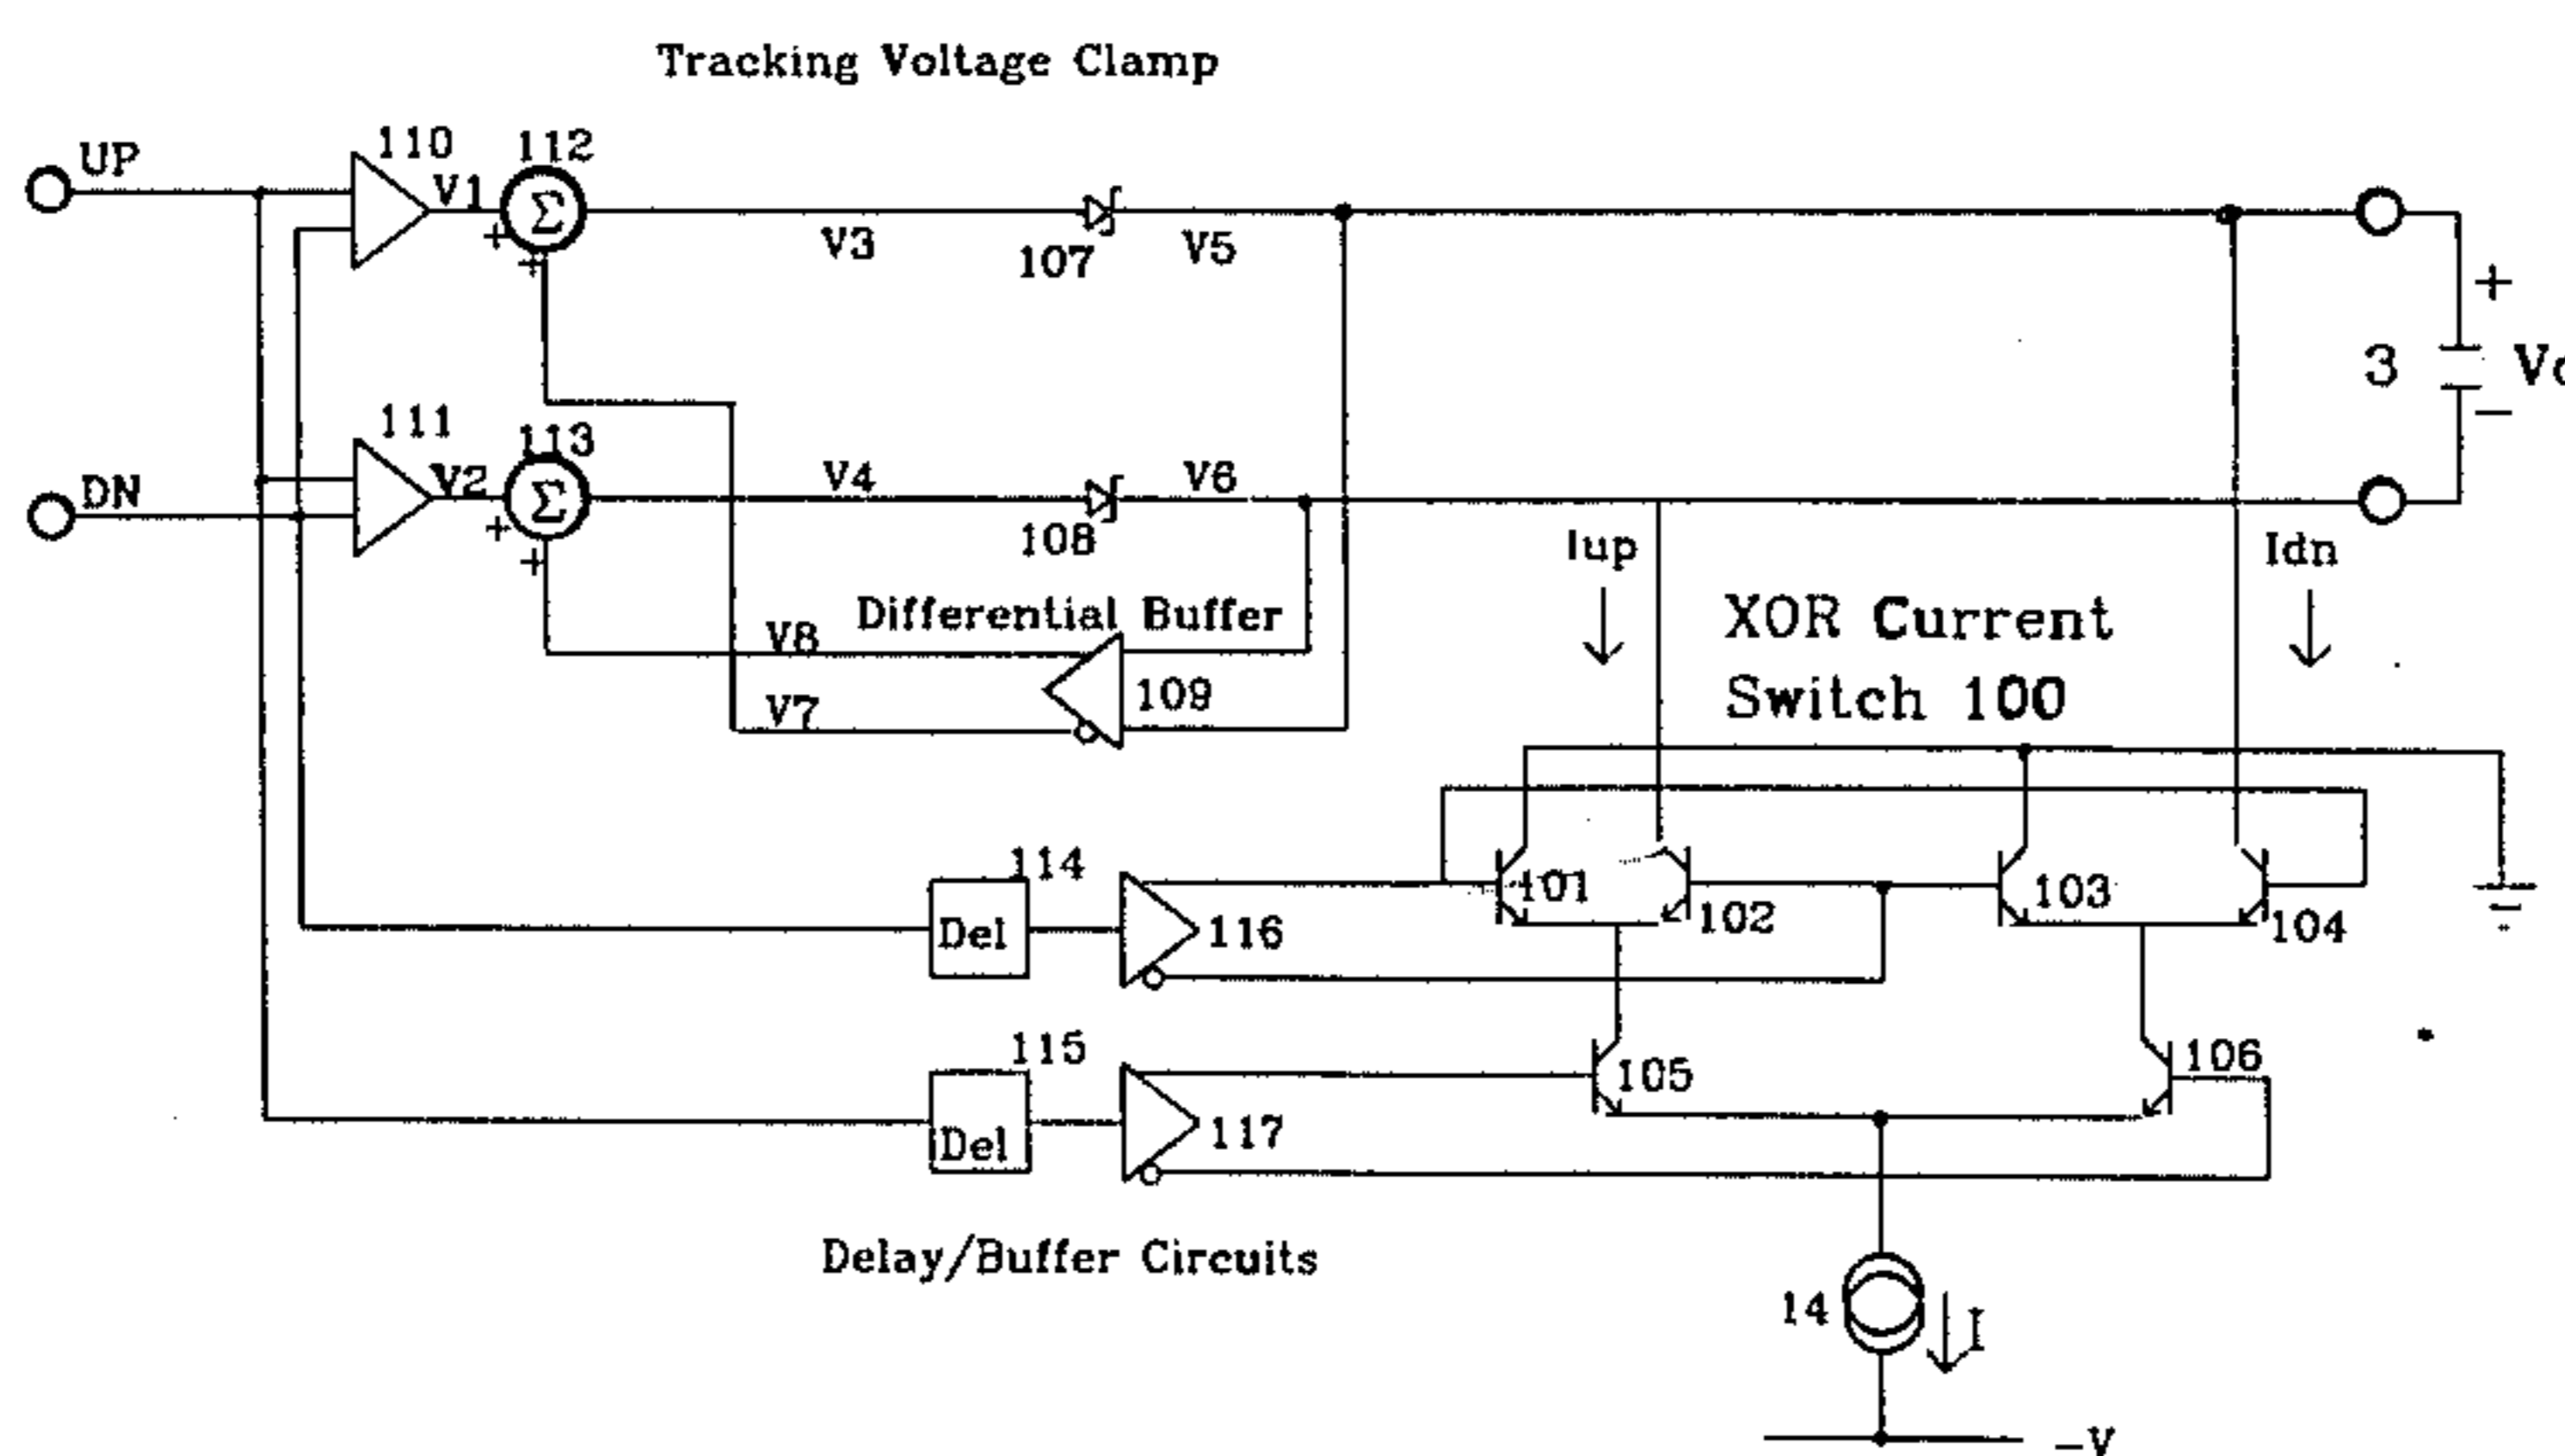 Tracking Voltage Clamp
UP
110
V1
112
Σ
+
+
V3
107
V5
+
3
−
DN
111
V2
113
Σ
+
+
V4
108
V6
Iup
Idn
Differential Buffer
V8
V7
109
XOR Current
Switch 100
114
Del
116
101
102
103
104
115
Del
117
105
106
Delay/Buffer Circuits
14
I
−V